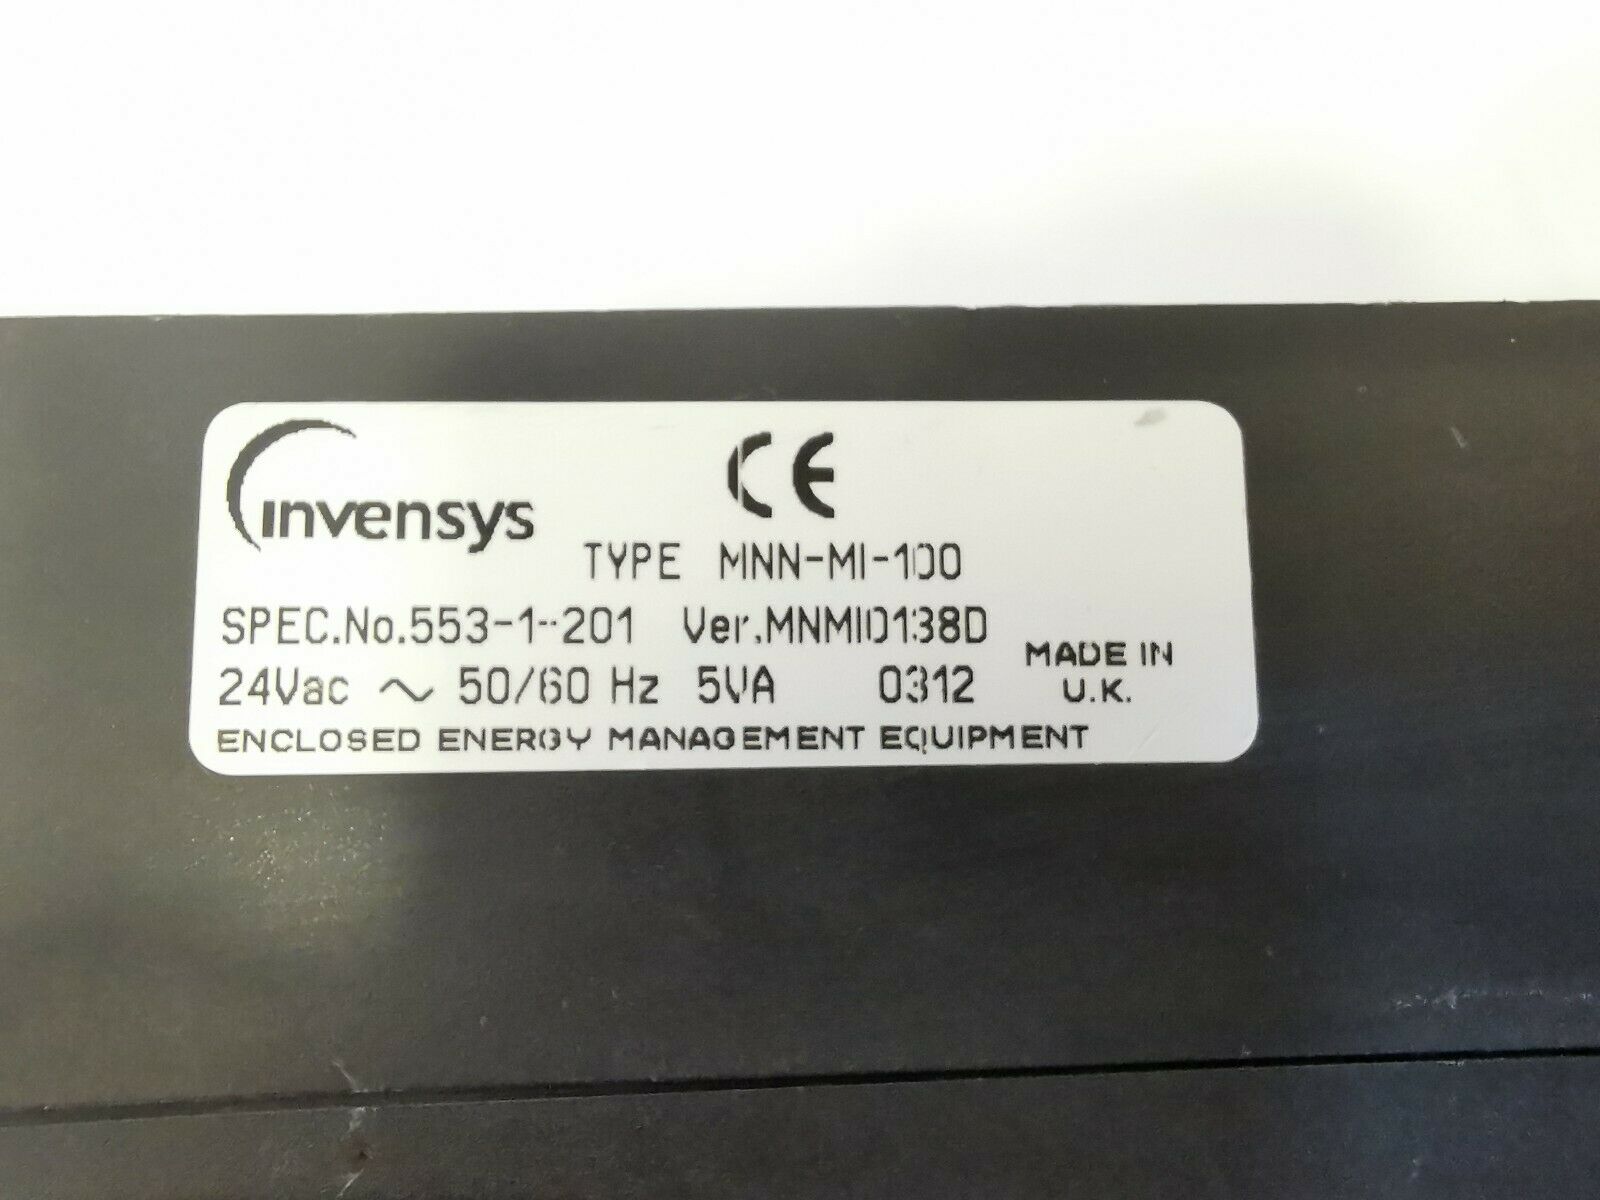 invensys CE
TYPE MNN-MI-100
SPEC.No.553-1-201 Ver.MNMI0138D
24Vac ~ 50/60 Hz 5VA 0312
MADE IN
U.K.
ENCLOSED ENERGY MANAGEMENT EQUIPMENT